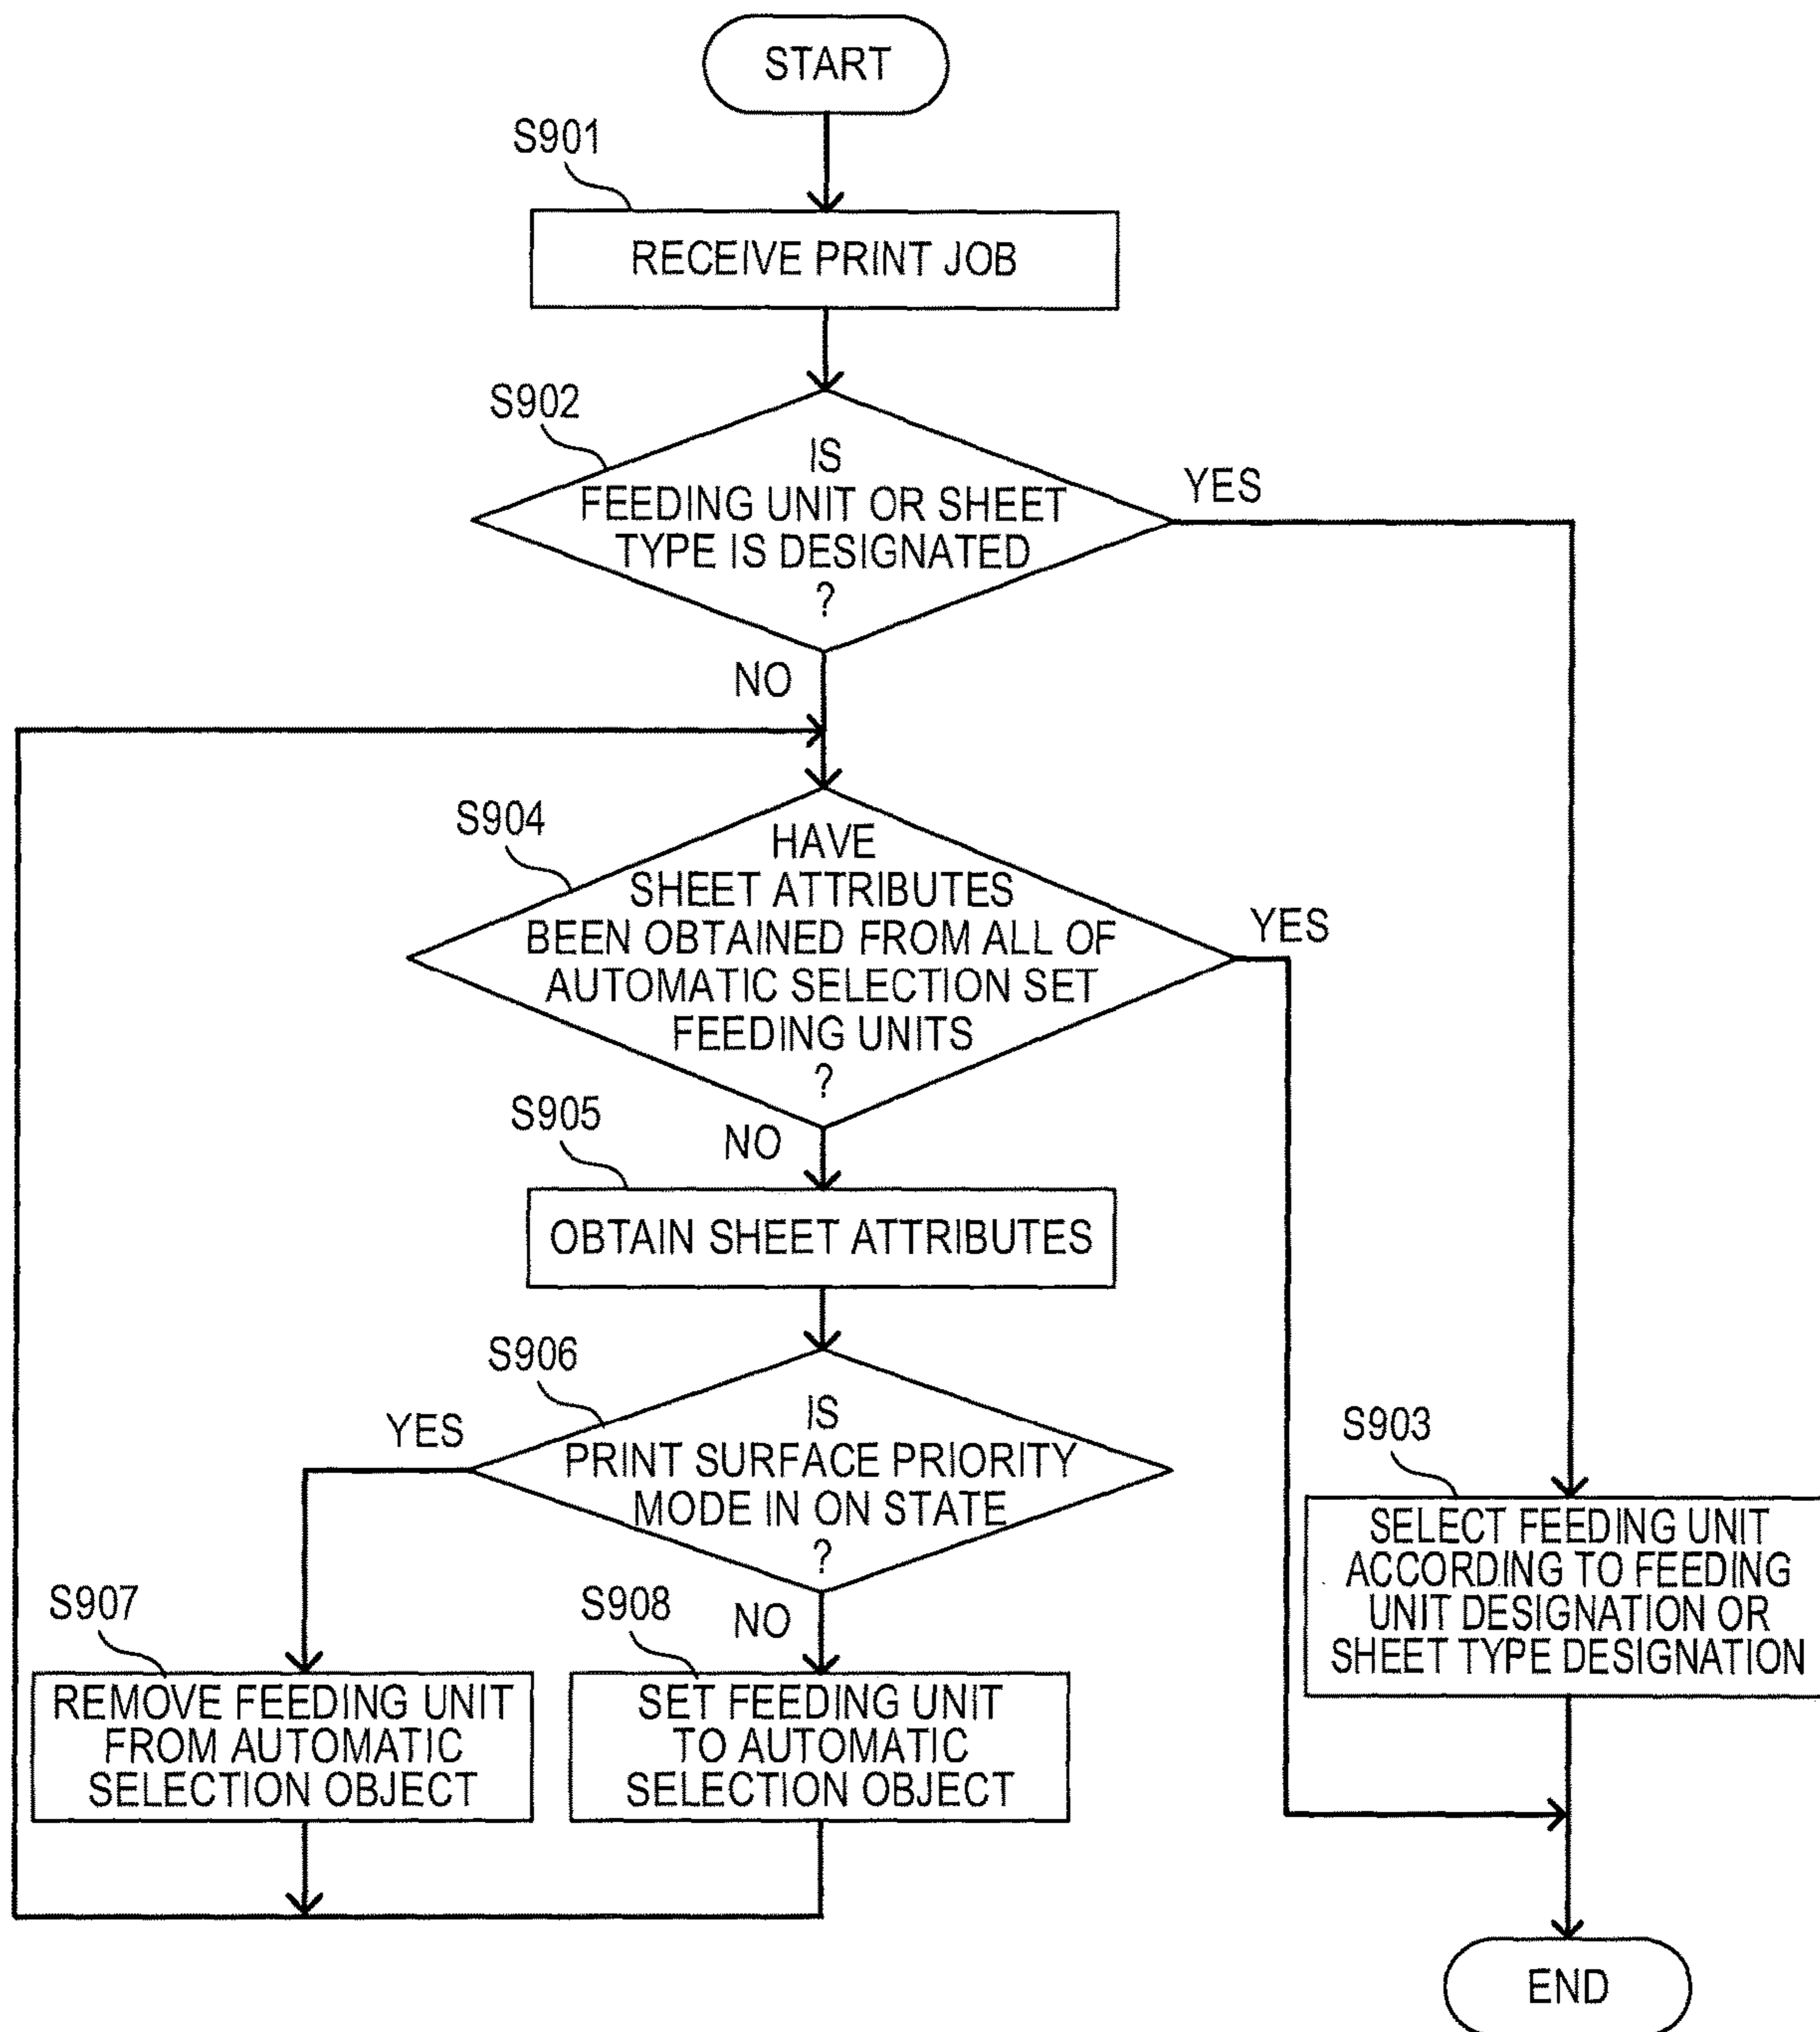 START
S901
RECEIVE PRINT JOB
S902
IS
FEEDING UNIT OR SHEET
TYPE IS DESIGNATED
?
YES
NO
S904
HAVE
SHEET ATTRIBUTES
BEEN OBTAINED FROM ALL OF
AUTOMATIC SELECTION SET
FEEDING UNITS
?
YES
NO
S905
OBTAIN SHEET ATTRIBUTES
S906
IS
PRINT SURFACE PRIORITY
MODE IN ON STATE
?
YES
NO
S903
SELECT FEEDING UNIT
ACCORDING TO FEEDING
UNIT DESIGNATION OR
SHEET TYPE DESIGNATION
S907
REMOVE FEEDING UNIT
FROM AUTOMATIC
SELECTION OBJECT
S908
SET FEEDING UNIT
TO AUTOMATIC
SELECTION OBJECT
END